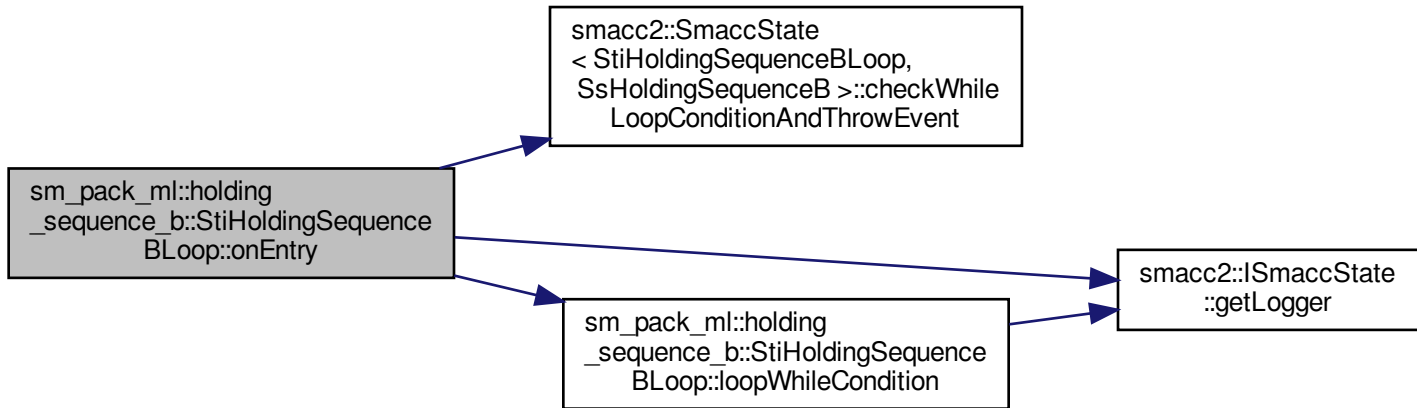 smacc2::SmaccState
< StiHoldingSequenceBLoop,
SsHoldingSequenceB >::checkWhile
LoopConditionAndThrowEvent
sm_pack_ml::holding
_sequence_b::StiHoldingSequence
BLoop::onEntry
smacc2::ISmaccState
::getLogger
sm_pack_ml::holding
_sequence_b::StiHoldingSequence
BLoop::loopWhileCondition